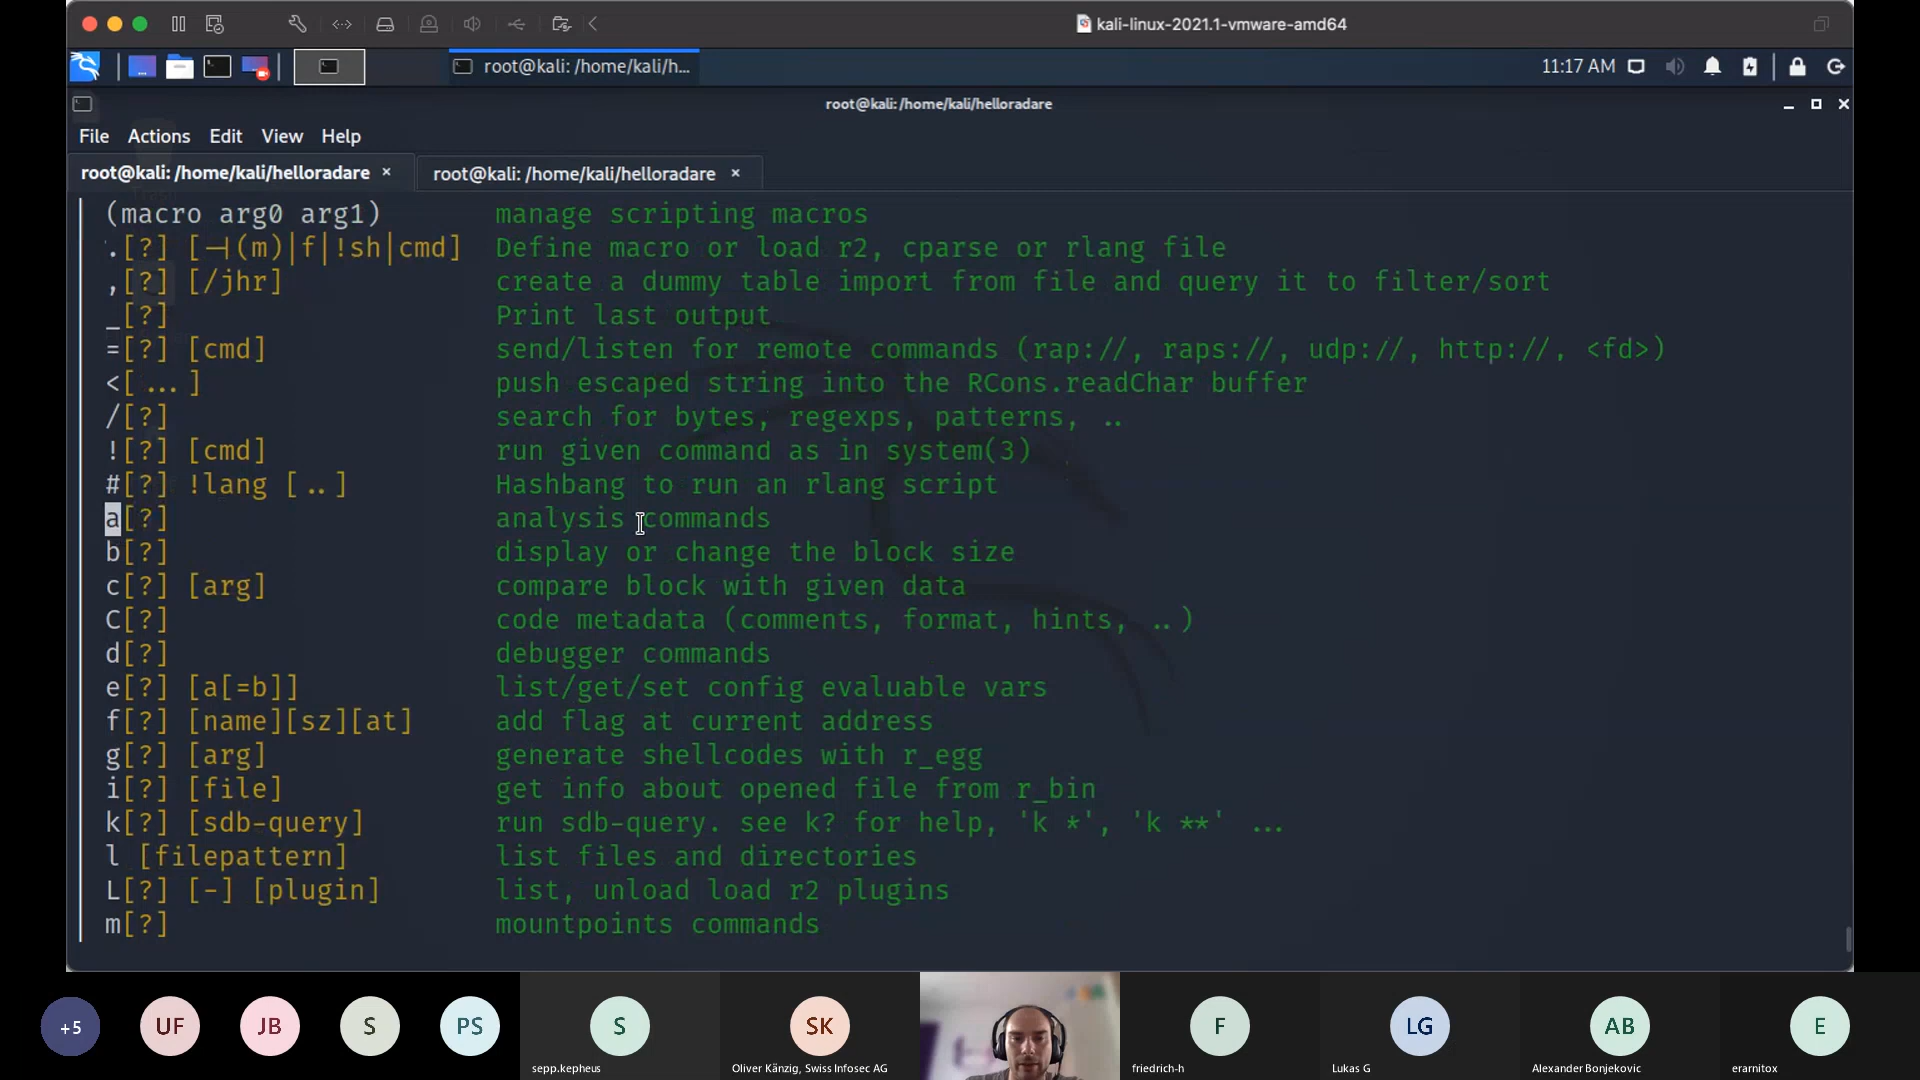 kali-linux-2021.1-vmware-amd64
root@kali: /home/kali/h...
11:17 AM
root@kali:/home/kali/helloradare
File Actions Edit View Help
root@kali: /home/kali/helloradare ×
root@kali: /home/kali/helloradare ×
(macro arg0 arg1) manage scripting macros
.[?] [-|(m)|f|!sh|cmd] Define macro or load r2, cparse or rlang file
,[?] [/jhr] create a dummy table import from file and query it to filter/sort
_[?] Print last output
=[?] [cmd] send/listen for remote commands (rap://, raps://, udp://, http://, <fd>)
<[...] push escaped string into the RCons.readChar buffer
/[?] search for bytes, regexps, patterns, ..
![?] [cmd] run given command as in system(3)
#[?] !lang [..] Hashbang to run an rlang script
a[?] analysis commands
b[?] display or change the block size
c[?] [arg] compare block with given data
C[?] code metadata (comments, format, hints, ..)
d[?] debugger commands
e[?] [a[=b]] list/get/set config evaluable vars
f[?] [name][sz][at] add flag at current address
g[?] [arg] generate shellcodes with r_egg
i[?] [file] get info about opened file from r_bin
k[?] [sdb-query] run sdb-query. see k? for help, 'k *', 'k **' ...
l [filepattern] list files and directories
L[?] [-] [plugin] list, unload load r2 plugins
m[?] mountpoints commands
+5 UF JB S PS S SK F LG AB E
sepp.kepheus Oliver Känzig, Swiss Infosec AG friedrich-h Lukas G Alexander Bonjekovic erarnitox